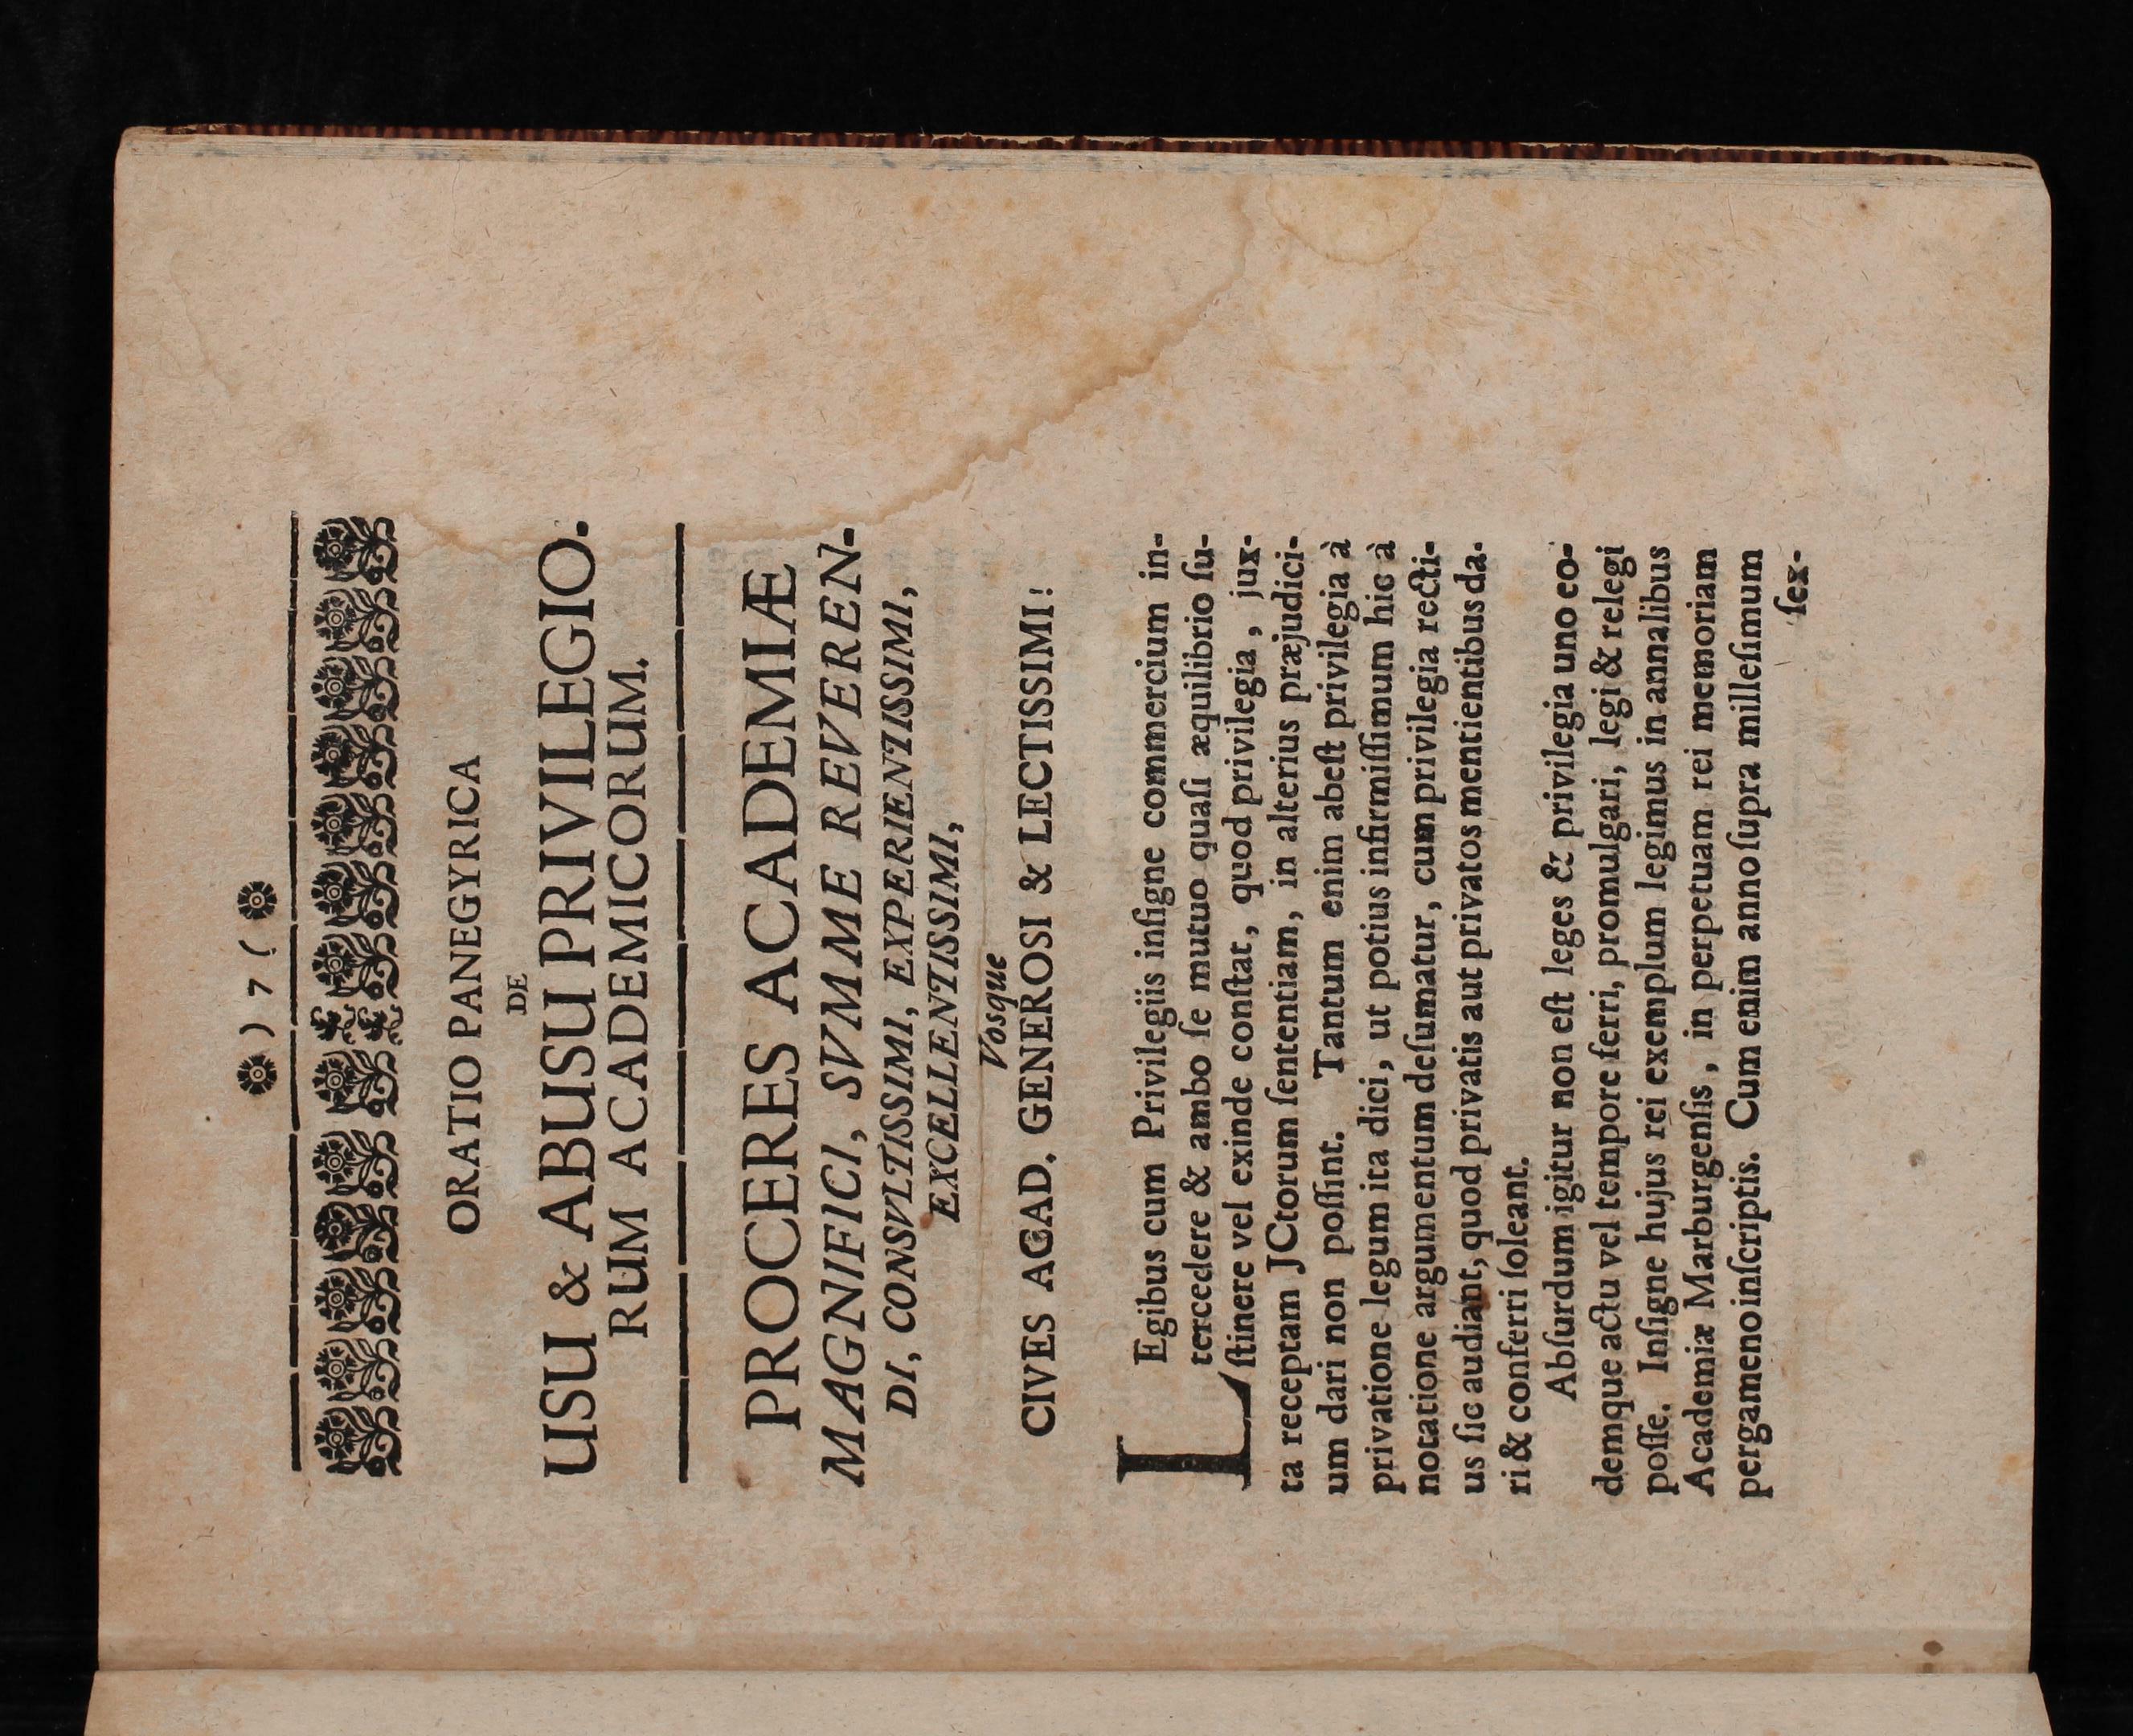 ) 7 (
ORATIO PANEGYRICA
DE
USU & ABUSU PRIVILEGIO-
RUM ACADEMICORUM.
PROCERES ACADEMIÆ
MAGNIFICI, SVMME REVEREN-
DI, CONSVLTISSIMI, EXPERIENTISSIMI,
EXCELLENTISSIMI,
Vosque
CIVES ACAD. GENEROSI & LECTISSIMI!
LEgibus cum Privilegiis inſigne commercium in-
tercedere & ambo ſe mutuo quaſi æquilibrio ſu-
ſtinere vel exinde conſtat, quod privilegia, jux-
ta receptam JCtorum ſententiam, in alterius præjudici-
um dari non poſſint. Tantum enim abeſt privilegia à
privatione legum ita dici, ut potius infirmiſſimum hic à
notatione argumentum deſumatur, cum privilegia recti-
us ſic audiant, quod privatis aut privatos mentientibus da-
ri & conferri ſoleant.
Abſurdum igitur non eſt leges & privilegia uno eo-
demque actu vel tempore ferri, promulgari, legi & relegi
poſſe. Inſigne hujus rei exemplum legimus in annalibus
Academiæ Marburgenſis, in perpetuam rei memoriam
pergameno inſcriptis. Cum enim anno ſupra milleſimum
ſex-